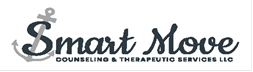 Smart Move
COUNSELING & THERAPEUTIC SERVICES LLC